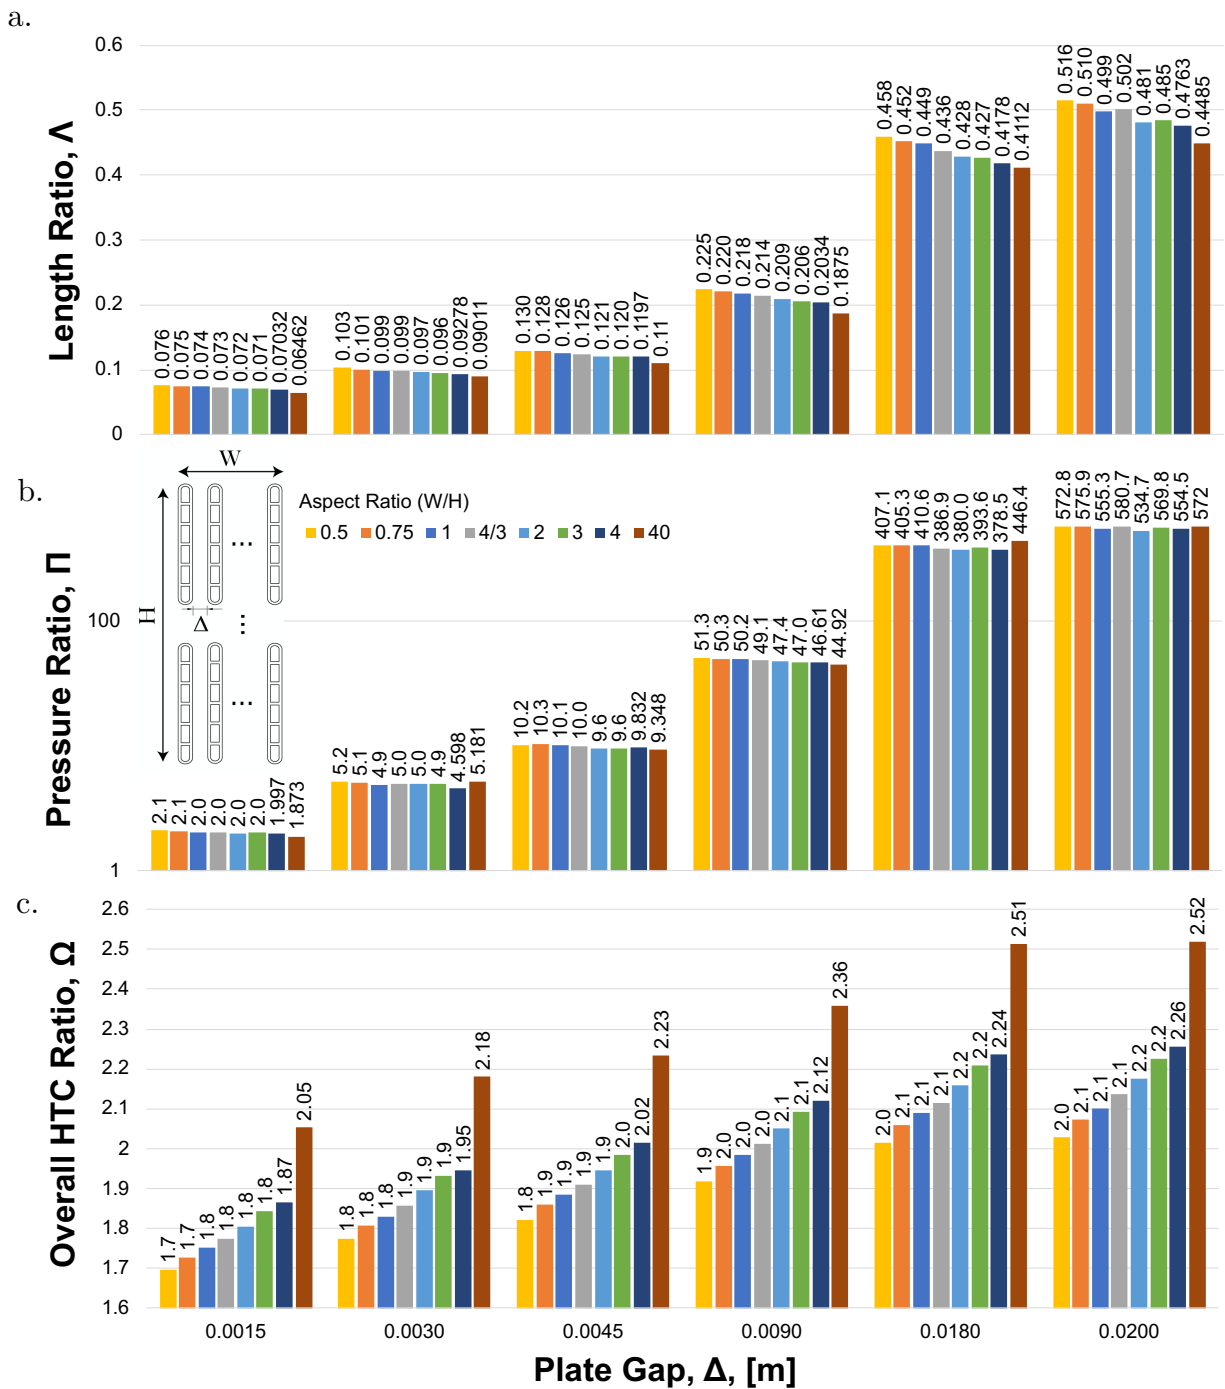 a.
Length Ratio, Λ
0.6
0.5
0.4
0.3
0.2
0.1
0
0.076 0.075 0.074 0.073 0.072 0.071 0.07032 0.06462
0.103 0.101 0.099 0.099 0.097 0.096 0.09278 0.09011
0.130 0.128 0.126 0.125 0.121 0.120 0.1197 0.11
0.225 0.220 0.218 0.214 0.209 0.206 0.2034 0.1875
0.458 0.452 0.449 0.436 0.428 0.427 0.4178 0.4112
0.516 0.510 0.499 0.502 0.481 0.485 0.4763 0.4485
b.
Pressure Ratio, Π
100
1
W
H
Δ
... ... ...
Aspect Ratio (W/H)
0.5 0.75 1 4/3 2 3 4 40
2.1 2.1 2.0 2.0 2.0 2.0 1.997 1.873
5.2 5.1 4.9 5.0 5.0 4.9 4.598 5.181
10.2 10.3 10.1 10.0 9.6 9.6 9.832 9.348
51.3 50.3 50.2 49.1 47.4 47.0 46.61 44.92
407.1 405.3 410.6 386.9 380.0 393.6 378.5 446.4
572.8 575.9 555.3 580.7 534.7 569.8 554.5 572
c.
Overall HTC Ratio, Ω
2.6
2.5
2.4
2.3
2.2
2.1
2
1.9
1.8
1.7
1.6
1.7 1.7 1.8 1.8 1.8 1.8 1.87 2.05
1.8 1.8 1.8 1.9 1.9 1.9 1.95 2.18
1.8 1.9 1.9 1.9 1.9 2.0 2.02 2.23
1.9 2.0 2.0 2.0 2.1 2.1 2.12 2.36
2.0 2.1 2.1 2.1 2.2 2.2 2.24 2.51
2.0 2.1 2.1 2.1 2.2 2.2 2.26 2.52
0.0015 0.0030 0.0045 0.0090 0.0180 0.0200
Plate Gap, Δ, [m]